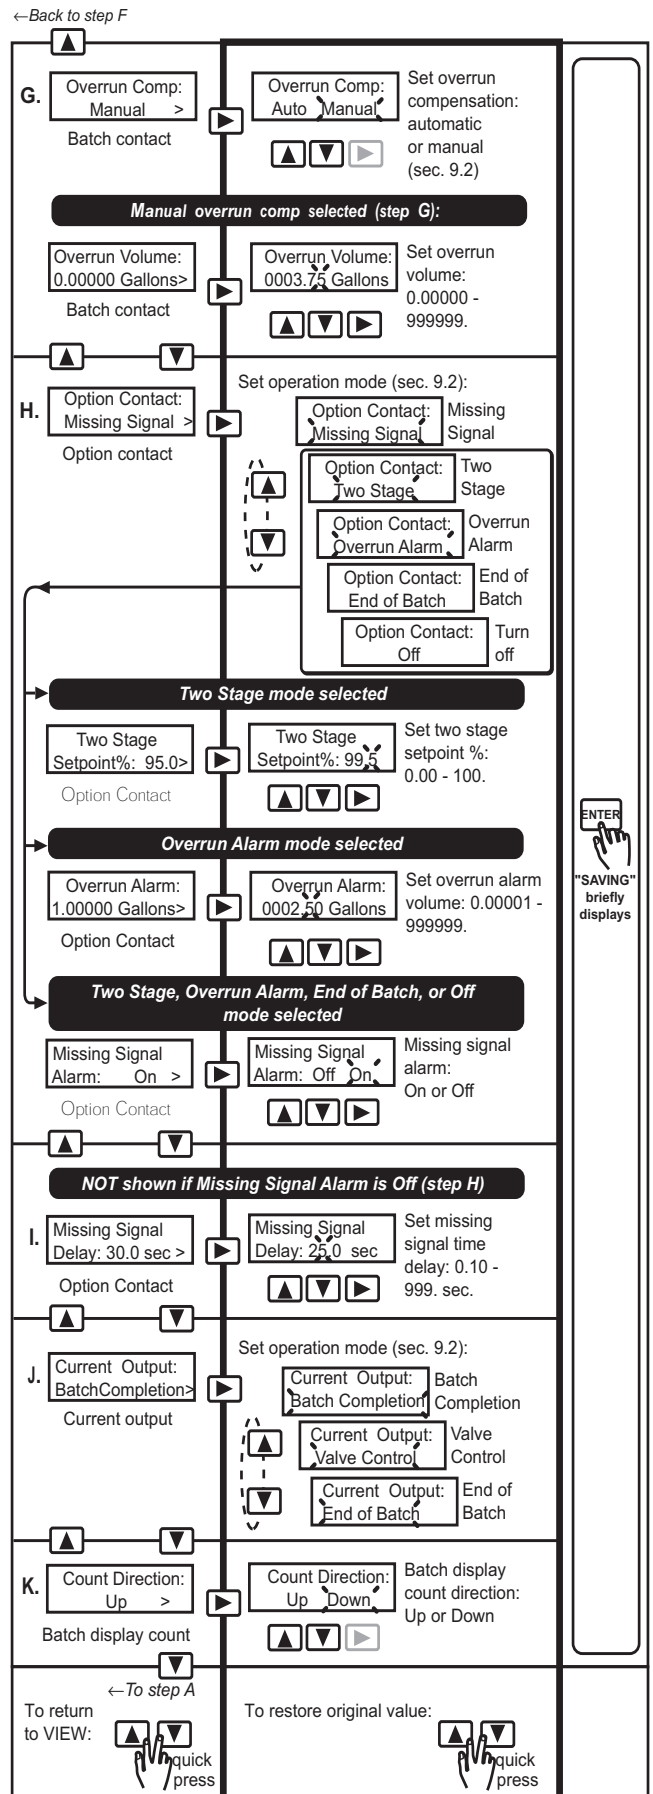 ←Back to step F
G.
Overrun Comp:
Manual >
Batch contact
Overrun Comp:
Auto Manual
Set overrun
compensation:
automatic
or manual
(sec. 9.2)
Manual overrun comp selected (step G):
Overrun Volume:
0.00000 Gallons>
Batch contact
Overrun Volume:
0003.75 Gallons
Set overrun
volume:
0.00000 -
999999.
H.
Option Contact:
Missing Signal >
Option contact
Set operation mode (sec. 9.2):
Option Contact:
Missing Signal
Missing
Signal
Option Contact:
Two Stage
Two
Stage
Option Contact:
Overrun Alarm
Overrun
Alarm
Option Contact:
End of Batch
End of
Batch
Option Contact:
Off
Turn
off
Two Stage mode selected
Two Stage
Setpoint%: 95.0>
Option Contact
Two Stage
Setpoint%: 99.5
Set two stage
setpoint %:
0.00 - 100.
Overrun Alarm mode selected
Overrun Alarm:
1.00000 Gallons>
Option Contact
Overrun Alarm:
0002.50 Gallons
Set overrun alarm
volume: 0.00001 -
999999.
Two Stage, Overrun Alarm, End of Batch, or Off
mode selected
Missing Signal
Alarm: On >
Option Contact
Missing Signal
Alarm: Off On
Missing signal
alarm:
On or Off
NOT shown if Missing Signal Alarm is Off (step H)
I.
Missing Signal
Delay: 30.0 sec >
Option Contact
Missing Signal
Delay: 25.0 sec
Set missing
signal time
delay: 0.10 -
999. sec.
J.
Current Output:
BatchCompletion>
Current output
Set operation mode (sec. 9.2):
Current Output:
Batch Completion
Batch
Completion
Current Output:
Valve Control
Valve
Control
Current Output:
End of Batch
End of
Batch
K.
Count Direction:
Up >
Batch display count
Count Direction:
Up Down
Batch display
count direction:
Up or Down
ENTER
"SAVING"
briefly
displays
←To step A
To return
to VIEW:
quick
press
To restore original value:
quick
press